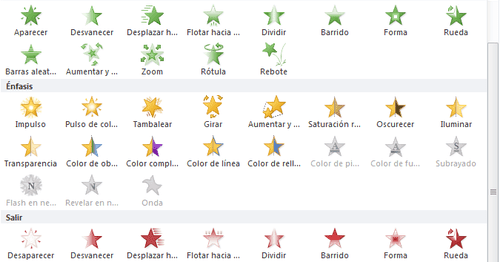 Aparecer Desvanecer Desplazar h... Flotar hacia ... Dividir Barrido Forma Rueda
Barras aleat... Aumentar y ... Zoom Rótula Rebote
Énfasis
Impulso Pulso de col... Tambalear Girar Aumentar y ... Saturación r... Oscurecer Iluminar
Transparencia Color de ob... Color compl... Color de línea Color de rell... Color de pi... Color de fu... Subrayado
Flash en ne... Revelar en n... Onda
Salir
Desaparecer Desvanecer Desplazar h... Flotar hacia ... Dividir Barrido Forma Rueda